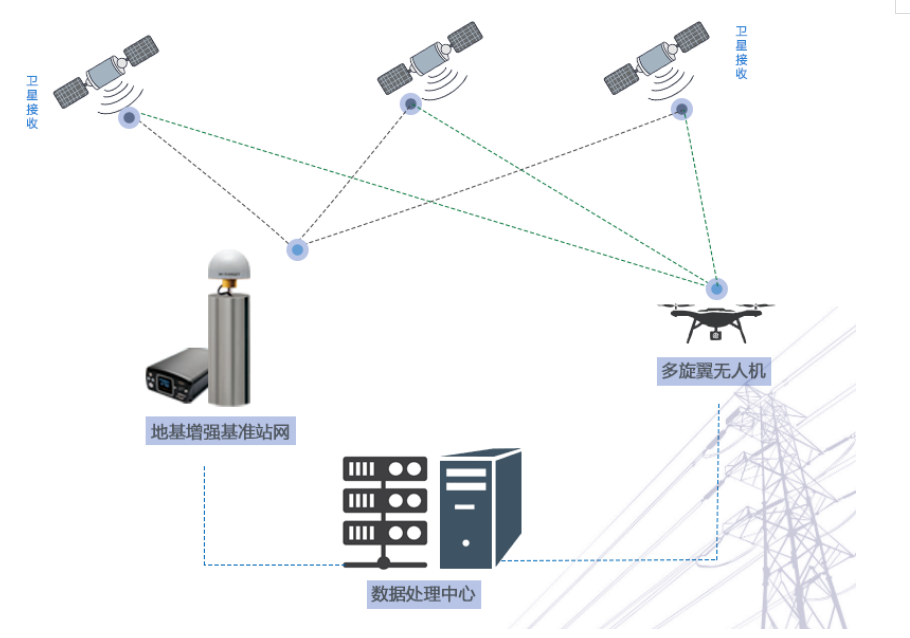 卫星接收
卫星接收
多旋翼无人机
地基增强基准站网
数据处理中心